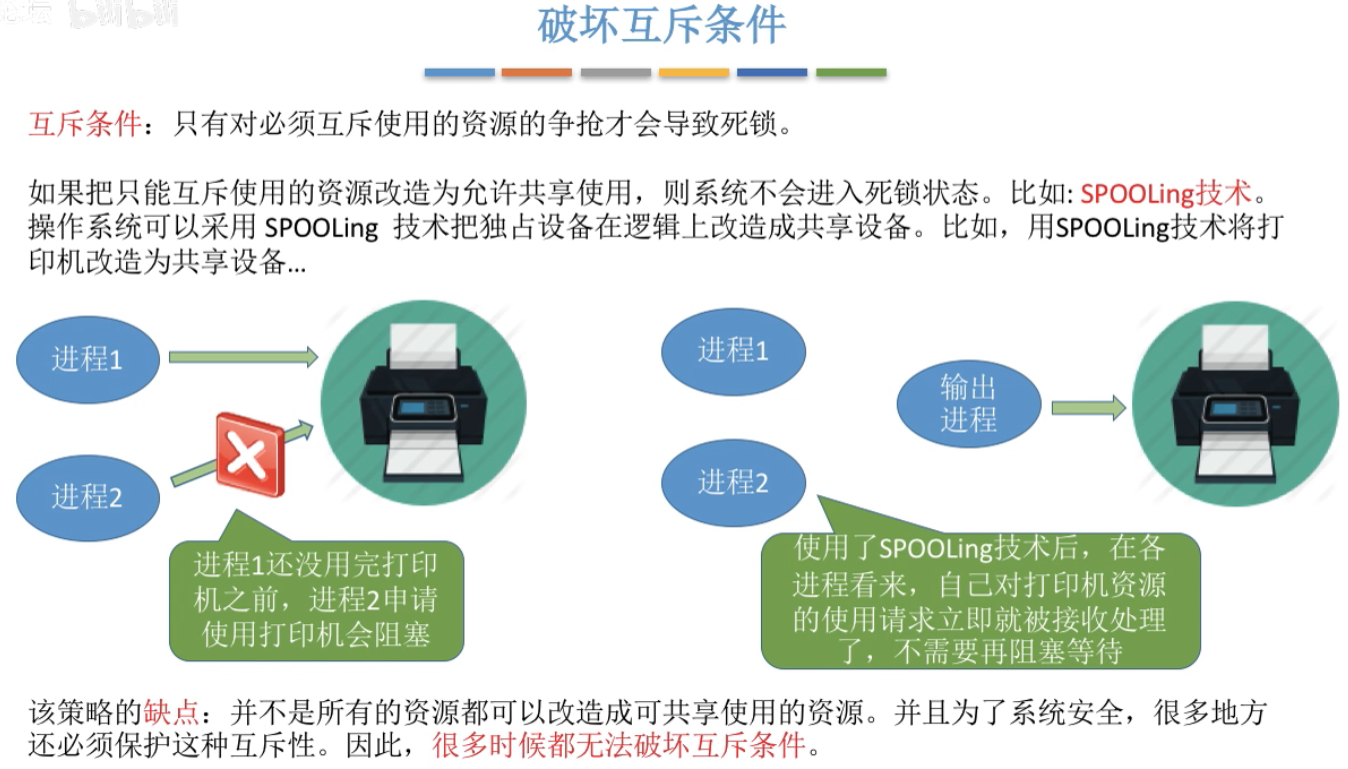 bilibili
破坏互斥条件
互斥条件：只有对必须互斥使用的资源的争抢才会导致死锁。
如果把只能互斥使用的资源改造为允许共享使用，则系统不会进入死锁状态。比如: SPOOLing技术。
操作系统可以采用 SPOOLing 技术把独占设备在逻辑上改造成共享设备。比如，用SPOOLing技术将打
印机改造为共享设备...
进程1
进程2
进程1还没用完打印
机之前，进程2申请
使用打印机会阻塞
进程1
进程2
输出
进程
使用了SPOOLing技术后，在各
进程看来，自己对打印机资源
的使用请求立即就被接收处理
了，不需要再阻塞等待
该策略的缺点：并不是所有的资源都可以改造成可共享使用的资源。并且为了系统安全，很多地方
还必须保护这种互斥性。因此，很多时候都无法破坏互斥条件。